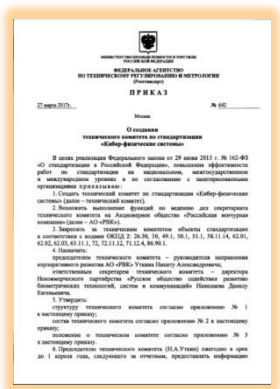 МИНИСТЕРСТВО ПРОМЫШЛЕННОСТИ И ТОРГОВЛИ
РОССИЙСКОЙ ФЕДЕРАЦИИ
ФЕДЕРАЛЬНОЕ АГЕНТСТВО
ПО ТЕХНИЧЕСКОМУ РЕГУЛИРОВАНИЮ И МЕТРОЛОГИИ
(Росстандарт)
ПРИКАЗ
27 марта 2017г. № 642
Москва
О создании
технического комитета по стандартизации
«Кибер-физические системы»
В целях реализации Федерального закона от 29 июня 2015 г. № 162-ФЗ
«О стандартизации в Российской Федерации», повышения эффективности
работ по стандартизации на национальном, межгосударственном
и международном уровнях и по согласованию с заинтересованными
организациями приказываю:
1. Создать технический комитет по стандартизации «Кибер-физические
системы» (далее – технический комитет).
2. Возложить выполнение функций по ведению дел секретариата
технического комитета на Акционерное общество «Российская венчурная
компания» (далее – АО «РВК»).
3. Закрепить за техническим комитетом объекты стандартизации
в соответствии с кодами ОКПД 2: 26.30, 30, 49.1, 50.1, 51.1, 58.11.14, 62.01,
62.02, 62.03, 63.11.1, 72, 72.11.12, 71.12.4, 86.90.1.
4. Назначить:
председателем технического комитета – руководителя направления
корпоративного развития АО «РВК» Уткина Никиту Александровича;
ответственным секретарем технического комитета – директора
Некоммерческого партнёрства «Русское общество содействия развитию
биометрических технологий, систем и коммуникаций» Николаева Данилу
Евгеньевича.
5. Утвердить:
структуру технического комитета согласно приложению № 1
к настоящему приказу;
состав технического комитета согласно приложению № 2 к настоящему
приказу;
положение о техническом комитете согласно приложению № 3
к настоящему приказу.
6. Председателю технического комитета (Н.А.Уткин) ежегодно в срок
до 1 апреля года, следующего за отчетным, представлять информацию